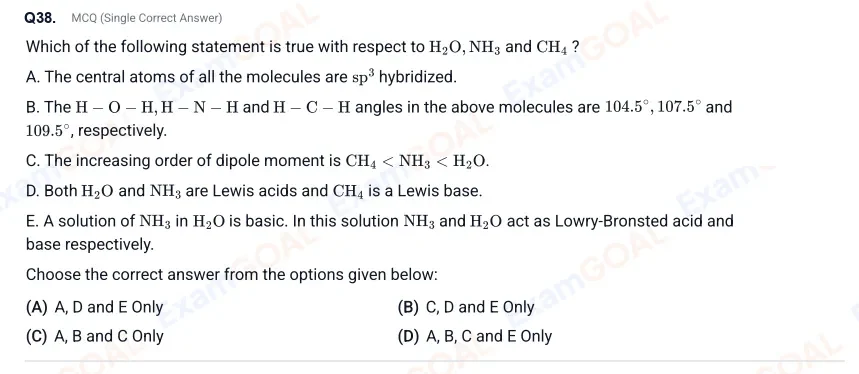 Q38. MCQ (Single Correct Answer)
Which of the following statement is true with respect to H₂O, NH₃ and CH₄ ?
A. The central atoms of all the molecules are sp³ hybridized.
B. The H – O – H, H – N – H and H – C – H angles in the above molecules are 104.5°, 107.5° and
109.5°, respectively.
C. The increasing order of dipole moment is CH₄ < NH₃ < H₂O.
D. Both H₂O and NH₃ are Lewis acids and CH₄ is a Lewis base.
E. A solution of NH₃ in H₂O is basic. In this solution NH₃ and H₂O act as Lowry-Bronsted acid and
base respectively.
Choose the correct answer from the options given below:
(A) A, D and E Only (B) C, D and E Only
(C) A, B and C Only (D) A, B, C and E Only
ExamGOAL